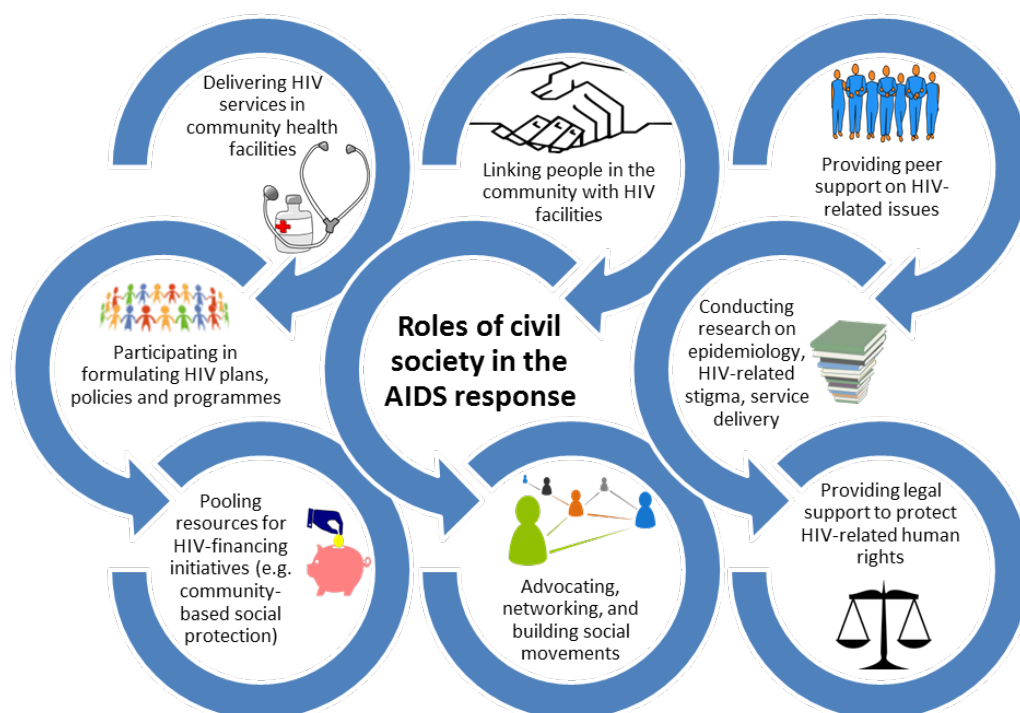 Delivering HIV
services in
community health
facilities
Linking people in the
community with HIV
facilities
Providing peer
support on HIV-
related issues
Participating in
formulating HIV plans,
policies and programmes
Roles of civil
society in the
AIDS response
Conducting
research on
epidemiology,
HIV-related
stigma, service
delivery
Pooling
resources for
HIV-financing
initiatives (e.g.
community-
based social
protection)
Advocating,
networking, and
building social
movements
Providing legal
support to protect
HIV-related human
rights